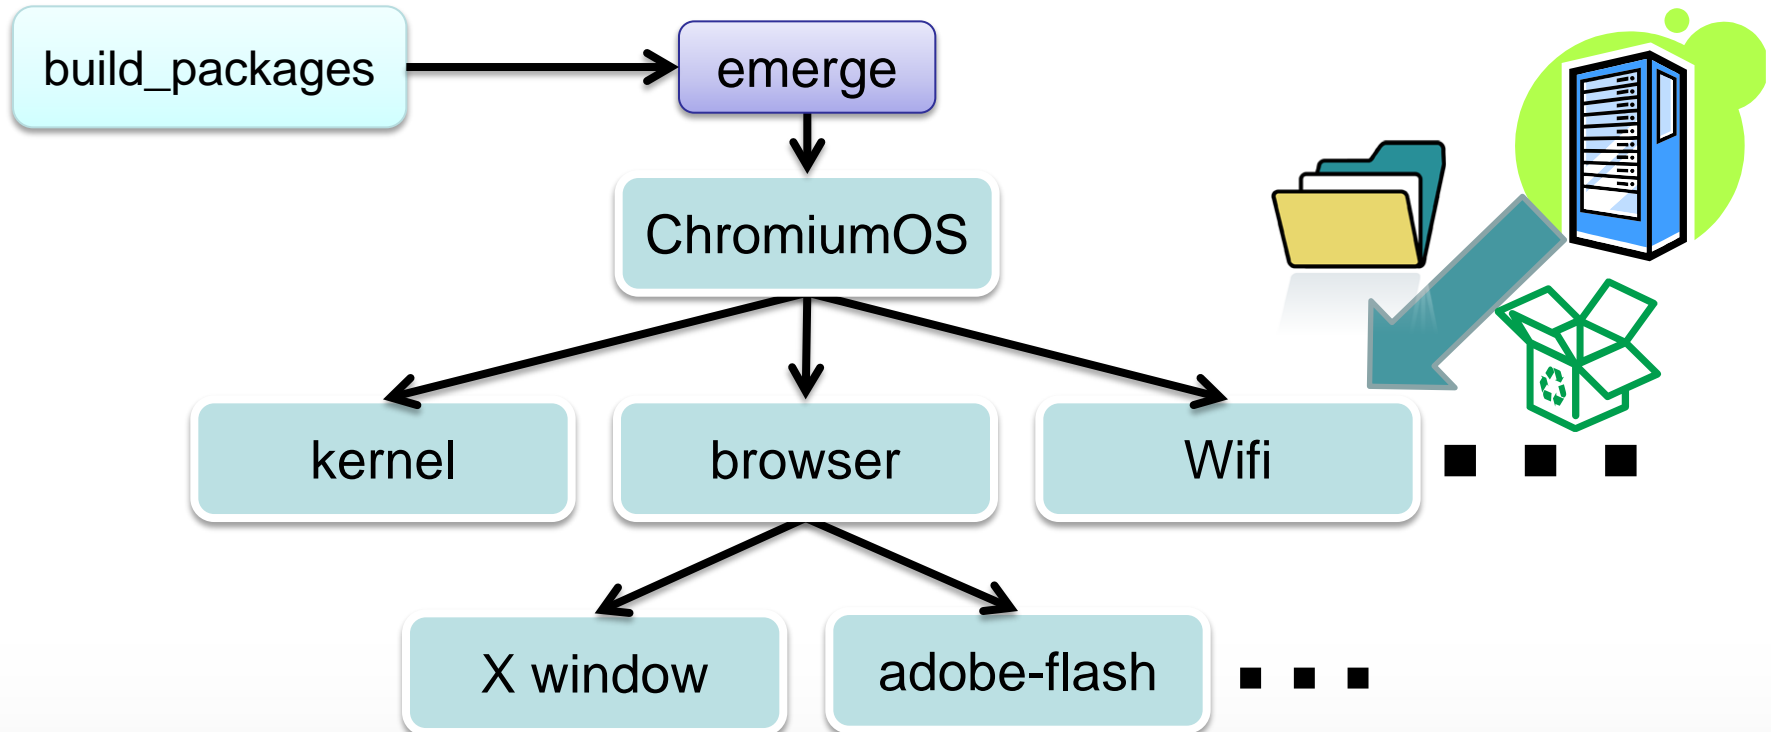 build_packages
emerge
ChromiumOS
kernel
browser
Wifi
X window
adobe-flash